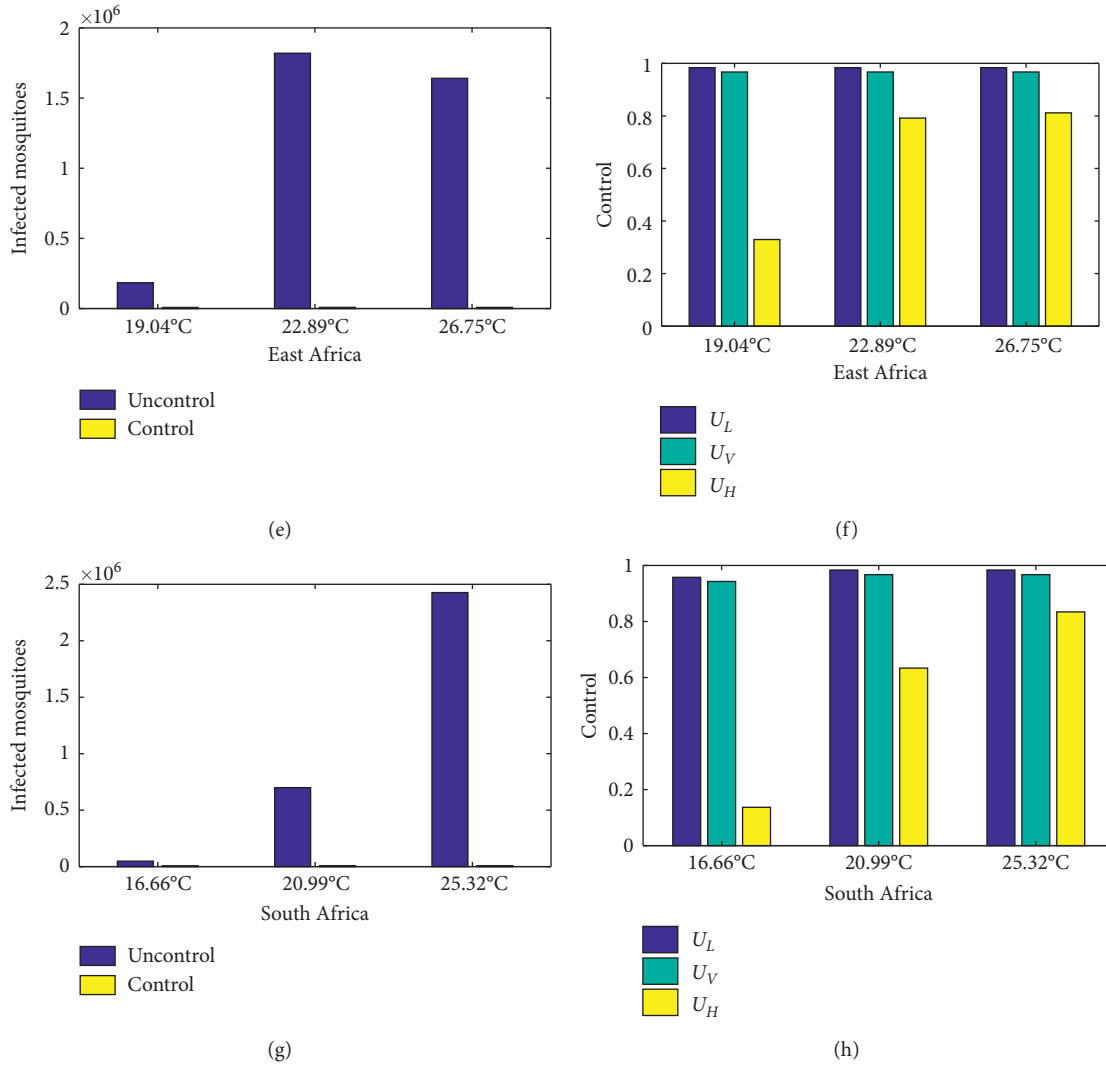 ×10⁶
2
1.5
1
0.5
0
Infected mosquitoes
19.04°C 22.89°C 26.75°C
East Africa
Uncontrol
Control
(e)
1
0.8
0.6
0.4
0.2
0
Control
19.04°C 22.89°C 26.75°C
East Africa
U_L
U_V
U_H
(f)
×10⁶
2.5
2
1.5
1
0.5
0
Infected mosquitoes
16.66°C 20.99°C 25.32°C
South Africa
Uncontrol
Control
(g)
1
0.8
0.6
0.4
0.2
0
Control
16.66°C 20.99°C 25.32°C
South Africa
U_L
U_V
U_H
(h)